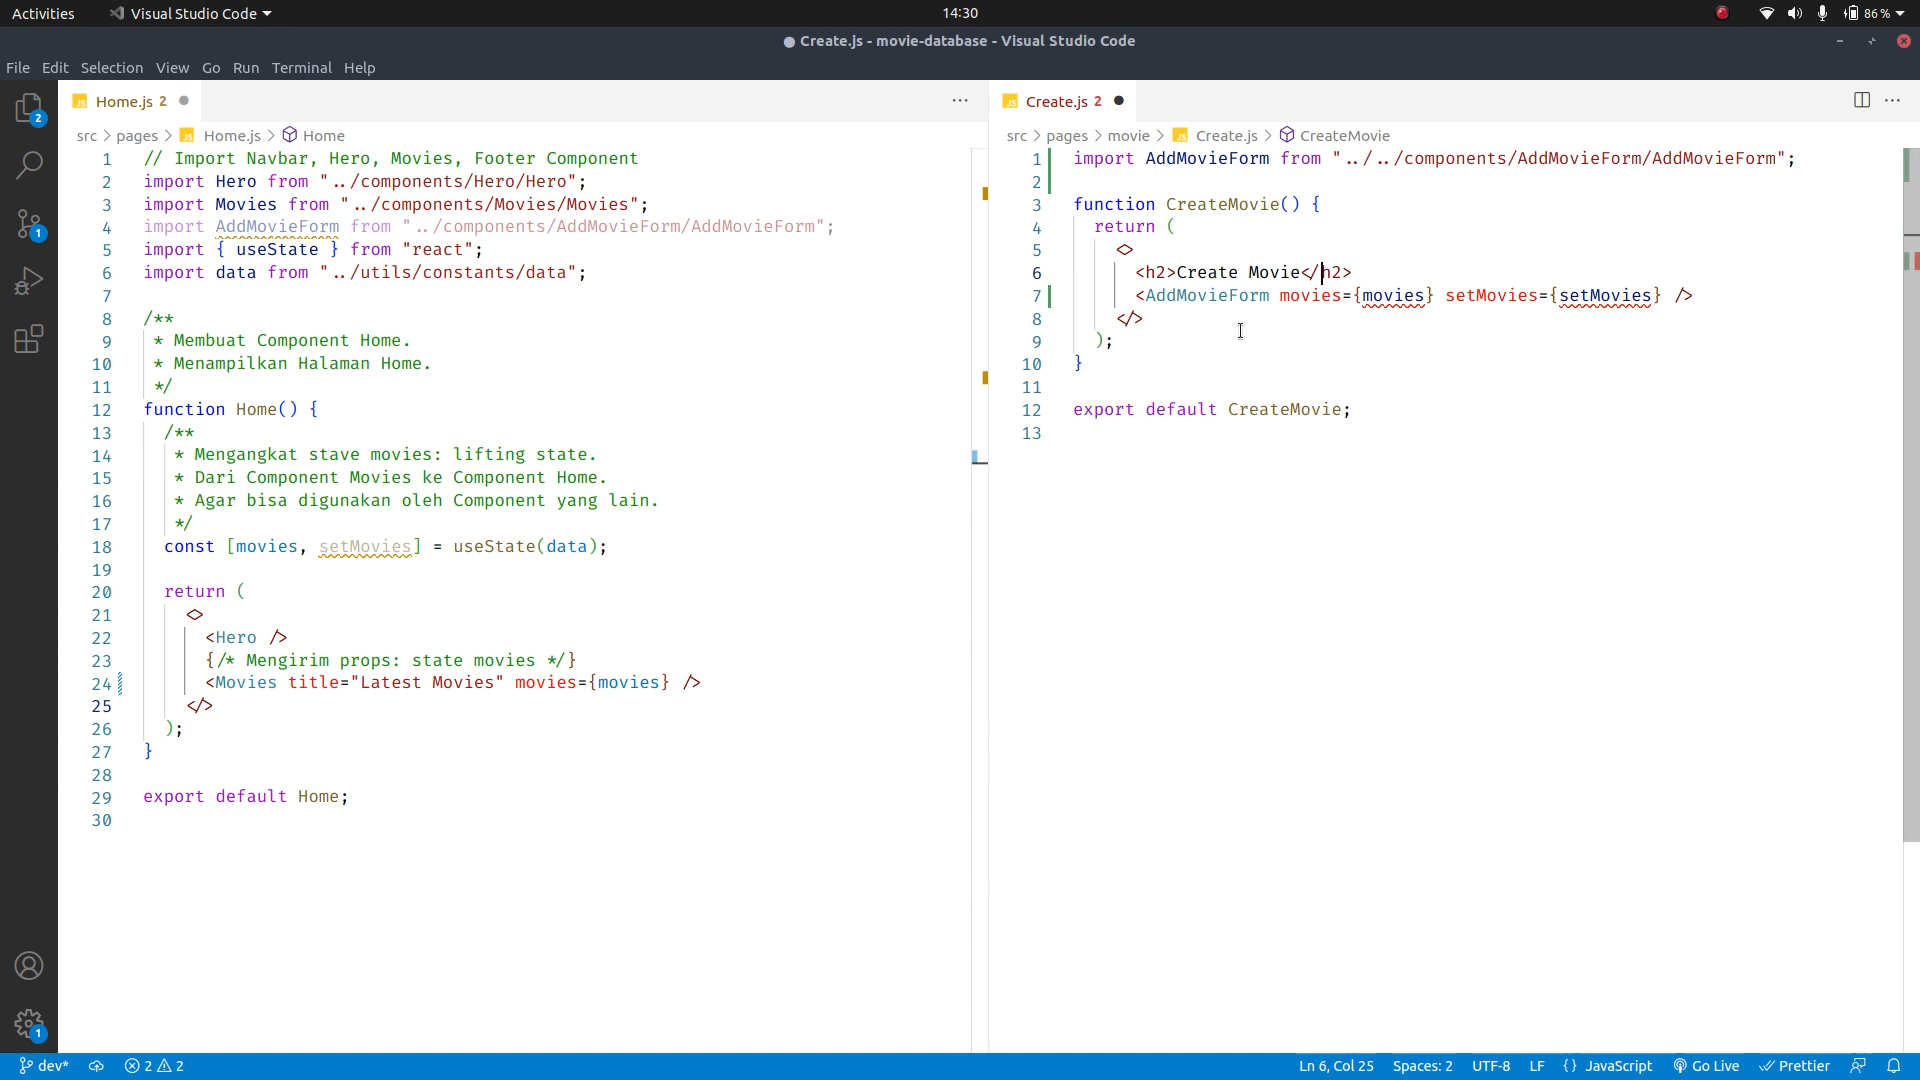 Activities Visual Studio Code 14:30 86 %
Create.js - movie-database - Visual Studio Code
File Edit Selection View Go Run Terminal Help
JS Home.js 2
src > pages > JS Home.js > Home
1 // Import Navbar, Hero, Movies, Footer Component
2 import Hero from "../components/Hero/Hero";
3 import Movies from "../components/Movies/Movies";
4 import AddMovieForm from "../components/AddMovieForm/AddMovieForm";
5 import { useState } from "react";
6 import data from "../utils/constants/data";
7
8 /**
9 * Membuat Component Home.
10 * Menampilkan Halaman Home.
11 */
12 function Home() {
13 /**
14 * Mengangkat stave movies: lifting state.
15 * Dari Component Movies ke Component Home.
16 * Agar bisa digunakan oleh Component yang lain.
17 */
18 const [movies, setMovies] = useState(data);
19
20 return (
21 <>
22 <Hero />
23 {/* Mengirim props: state movies */}
24 <Movies title="Latest Movies" movies={movies} />
25 </>
26 );
27 }
28
29 export default Home;
30
JS Create.js 2
src > pages > movie > JS Create.js > CreateMovie
1 import AddMovieForm from "../../components/AddMovieForm/AddMovieForm";
2
3 function CreateMovie() {
4 return (
5 <>
6 <h2>Create Movie</h2>
7 <AddMovieForm movies={movies} setMovies={setMovies} />
8 </>
9 );
10 }
11
12 export default CreateMovie;
13
2
1
1
dev* 2 2 Ln 6, Col 25 Spaces: 2 UTF-8 LF {} JavaScript Go Live Prettier